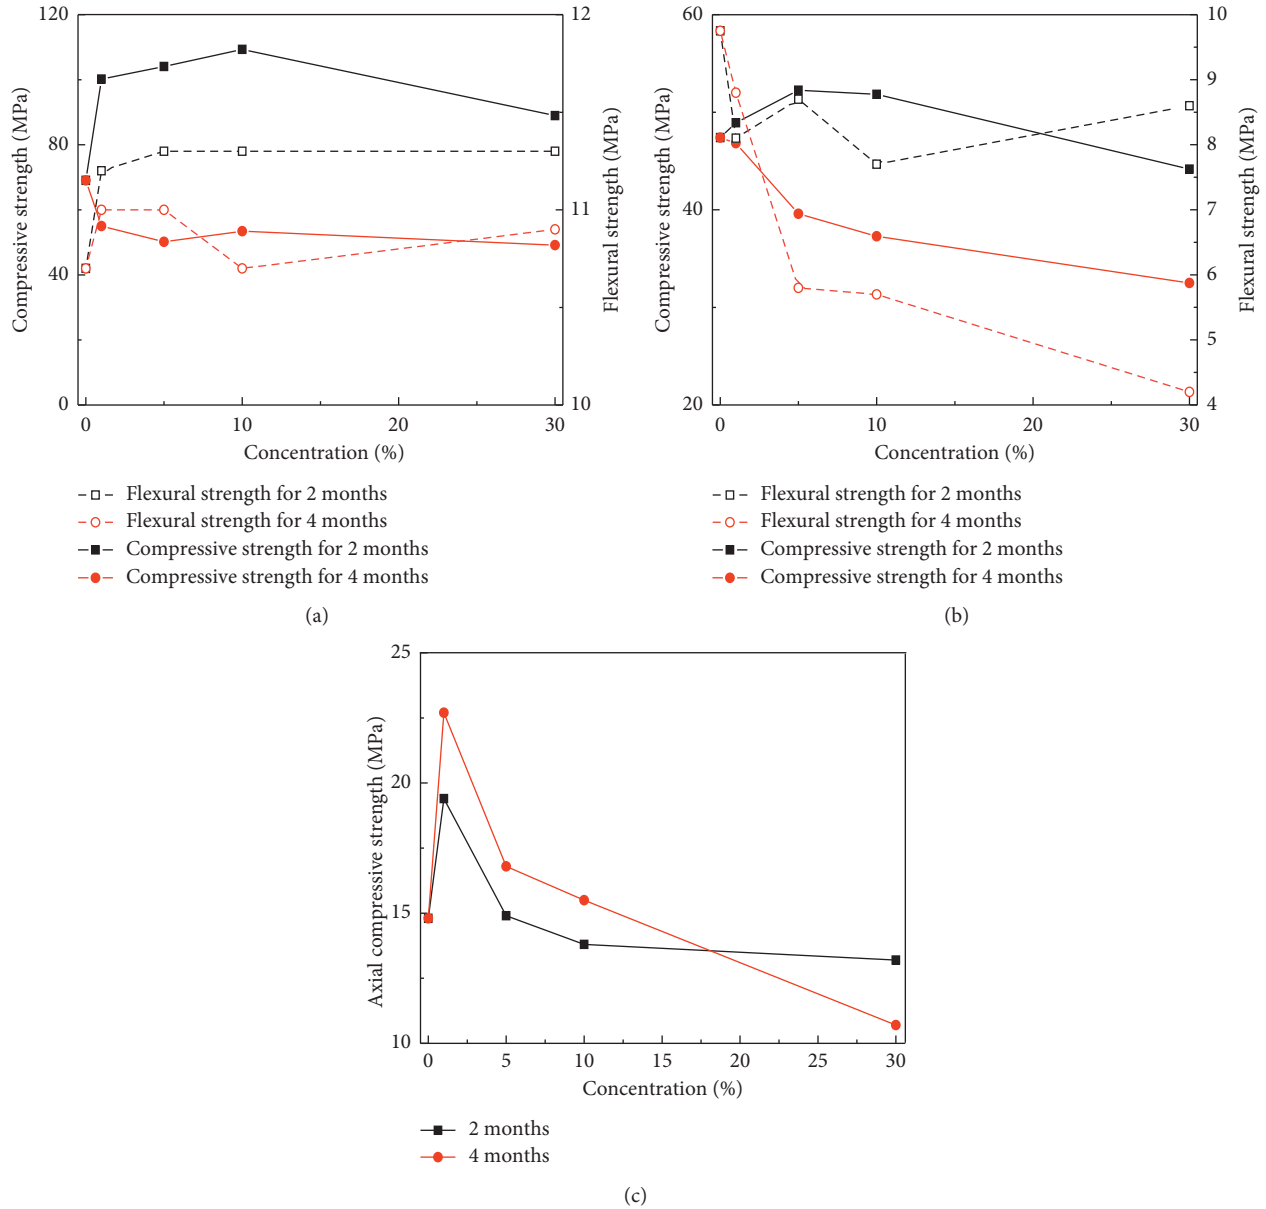 120
80
40
0
Compressive strength (MPa)
12
11
10
Flexural strength (MPa)
0 10 20 30
Concentration (%)
Flexural strength for 2 months
Flexural strength for 4 months
Compressive strength for 2 months
Compressive strength for 4 months
(a)
60
40
20
Compressive strength (MPa)
10
9
8
7
6
5
4
Flexural strength (MPa)
0 10 20 30
Concentration (%)
Flexural strength for 2 months
Flexural strength for 4 months
Compressive strength for 2 months
Compressive strength for 4 months
(b)
25
20
15
10
Axial compressive strength (MPa)
0 5 10 15 20 25 30
Concentration (%)
2 months
4 months
(c)